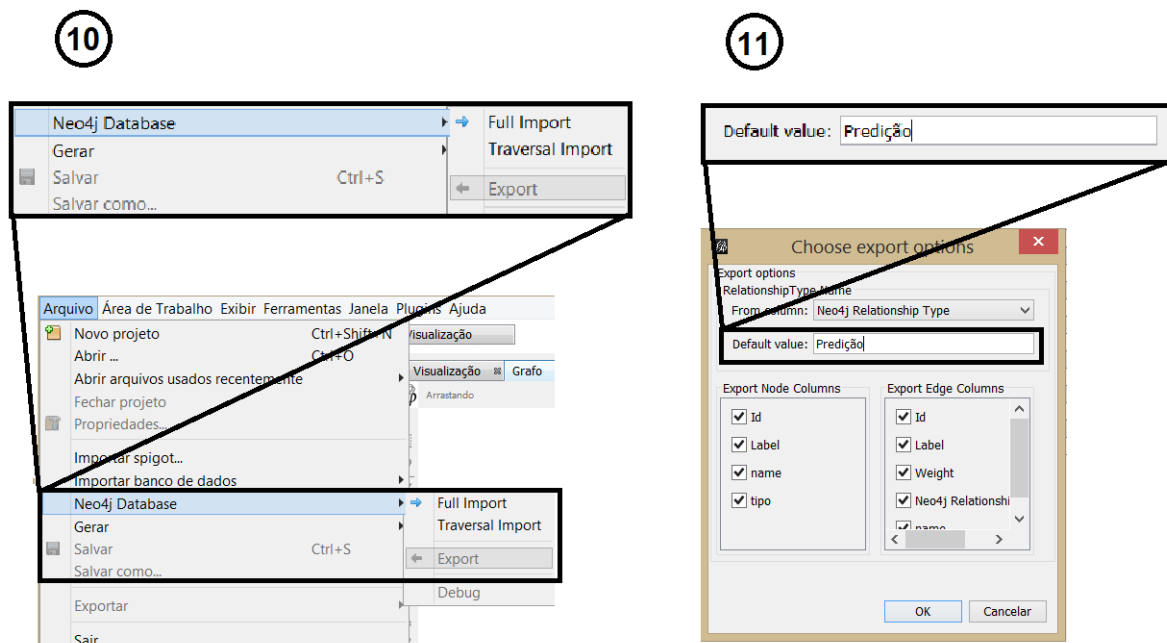 10
Neo4j Database
Full Import
Gerar
Traversal Import
Salvar Ctrl+S
Export
Salvar como...
Arquivo Área de Trabalho Exibir Ferramentas Janela Plugins Ajuda
Novo projeto Ctrl+Shift+N
Visualização
Abrir ... Ctrl+O
Abrir arquivos usados recentemente
Visualização Grafo
Fechar projeto
Arrastando
Propriedades...
Importar spigot...
Importar banco de dados
Neo4j Database
Full Import
Gerar
Traversal Import
Salvar Ctrl+S
Export
Salvar como...
Debug
Exportar
Sair
11
Default value: Predição
Choose export options
Export options
RelationshipType Name
From column: Neo4j Relationship Type
Default value: Predição
Export Node Columns
Id
Label
name
tipo
Export Edge Columns
Id
Label
Weight
Neo4j Relationshi
name
OK Cancelar